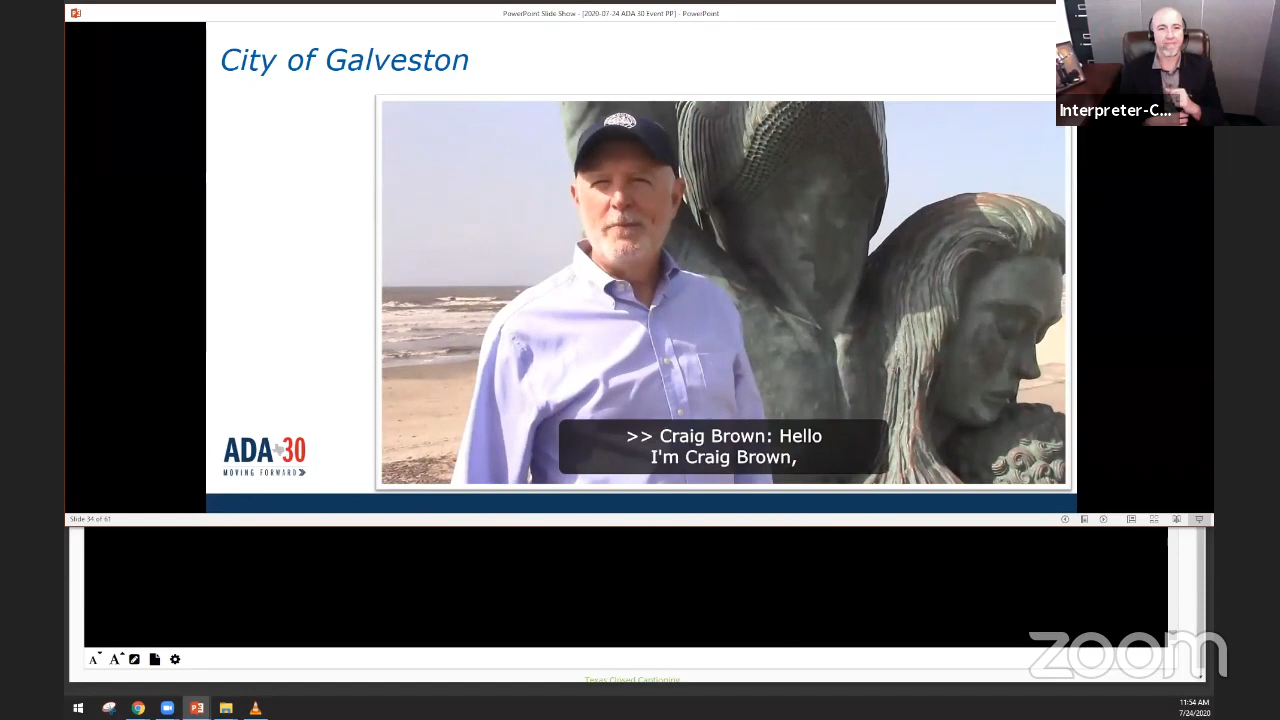 PowerPoint Slide Show - [2020-07-24 ADA 30 Event PP] - PowerPoint
City of Galveston
Interpreter-C...
>> Craig Brown: Hello
I'm Craig Brown,
ADA 30
MOVING FORWARD
Slide 34 of 61
zoom
Texas Closed Captioning
11:54 AM
7/24/2020